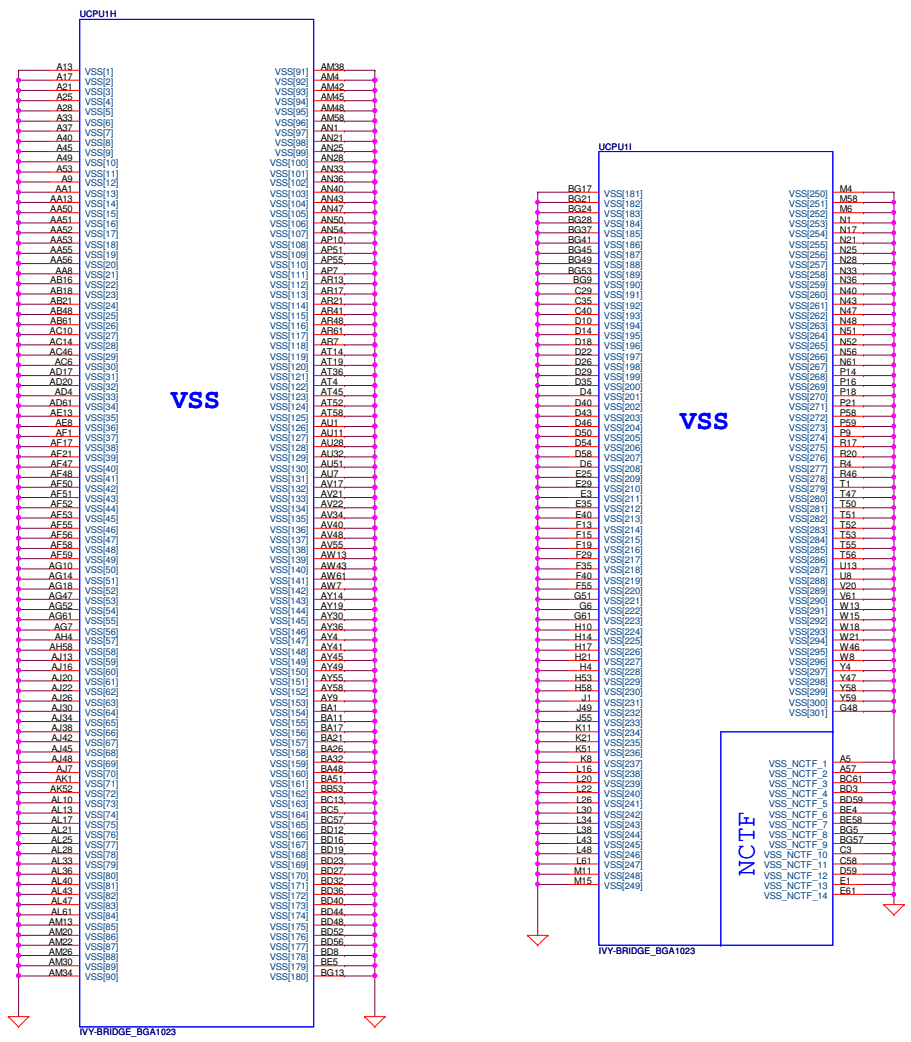 UCPU1H
A13 VSS[1] VSS[91] AM38
A17 VSS[2] VSS[92] AM4
A21 VSS[3] VSS[93] AM42
A25 VSS[4] VSS[94] AM45
A28 VSS[5] VSS[95] AM48
A33 VSS[6] VSS[96] AM58
A37 VSS[7] VSS[97] AN1
A40 VSS[8] VSS[98] AN21
A45 VSS[9] VSS[99] AN25
A49 VSS[10] VSS[100] AN28
A53 VSS[11] VSS[101] AN33
A9 VSS[12] VSS[102] AN36
AA1 VSS[13] VSS[103] AN40
AA13 VSS[14] VSS[104] AN43
AA50 VSS[15] VSS[105] AN47
AA51 VSS[16] VSS[106] AN50
AA52 VSS[17] VSS[107] AN54
AA53 VSS[18] VSS[108] AP10
AA55 VSS[19] VSS[109] AP51
AA56 VSS[20] VSS[110] AP55
AA8 VSS[21] VSS[111] AP7
AB16 VSS[22] VSS[112] AR13
AB18 VSS[23] VSS[113] AR17
AB21 VSS[24] VSS[114] AR21
AB48 VSS[25] VSS[115] AR41
AB61 VSS[26] VSS[116] AR48
AC10 VSS[27] VSS[117] AR61
AC14 VSS[28] VSS[118] AR7
AC46 VSS[29] VSS[119] AT14
AC6 VSS[30] VSS[120] AT19
AD17 VSS[31] VSS[121] AT36
AD20 VSS[32] VSS[122] AT4
AD4 VSS[33] VSS[123] AT45
AD61 VSS[34] VSS[124] AT52
AE13 VSS[35] VSS[125] AT58
AE8 VSS[36] VSS[126] AU1
AF1 VSS[37] VSS[127] AU11
AF17 VSS[38] VSS[128] AU28
AF21 VSS[39] VSS[129] AU32
AF47 VSS[40] VSS[130] AU51
AF48 VSS[41] VSS[131] AU7
AF50 VSS[42] VSS[132] AV17
AF51 VSS[43] VSS[133] AV21
AF52 VSS[44] VSS[134] AV22
AF53 VSS[45] VSS[135] AV34
AF55 VSS[46] VSS[136] AV40
AF56 VSS[47] VSS[137] AV48
AF58 VSS[48] VSS[138] AV55
AF59 VSS[49] VSS[139] AW13
AG10 VSS[50] VSS[140] AW43
AG14 VSS[51] VSS[141] AW61
AG18 VSS[52] VSS[142] AW7
AG47 VSS[53] VSS[143] AY14
AG52 VSS[54] VSS[144] AY19
AG61 VSS[55] VSS[145] AY30
AG7 VSS[56] VSS[146] AY36
AH4 VSS[57] VSS[147] AY4
AH58 VSS[58] VSS[148] AY41
AJ13 VSS[59] VSS[149] AY45
AJ16 VSS[60] VSS[150] AY49
AJ20 VSS[61] VSS[151] AY55
AJ22 VSS[62] VSS[152] AY58
AJ26 VSS[63] VSS[153] AY9
AJ30 VSS[64] VSS[154] BA1
AJ34 VSS[65] VSS[155] BA11
AJ38 VSS[66] VSS[156] BA17
AJ42 VSS[67] VSS[157] BA21
AJ45 VSS[68] VSS[158] BA26
AJ48 VSS[69] VSS[159] BA32
AJ7 VSS[70] VSS[160] BA48
AK1 VSS[71] VSS[161] BA51
AK52 VSS[72] VSS[162] BB53
AL10 VSS[73] VSS[163] BC13
AL13 VSS[74] VSS[164] BC5
AL17 VSS[75] VSS[165] BC57
AL21 VSS[76] VSS[166] BD12
AL25 VSS[77] VSS[167] BD16
AL28 VSS[78] VSS[168] BD19
AL33 VSS[79] VSS[169] BD23
AL36 VSS[80] VSS[170] BD27
AL40 VSS[81] VSS[171] BD32
AL43 VSS[82] VSS[172] BD36
AL47 VSS[83] VSS[173] BD40
AL61 VSS[84] VSS[174] BD44
AM13 VSS[85] VSS[175] BD48
AM20 VSS[86] VSS[176] BD52
AM22 VSS[87] VSS[177] BD56
AM26 VSS[88] VSS[178] BD8
AM30 VSS[89] VSS[179] BE5
AM34 VSS[90] VSS[180] BG13
VSS
IVY-BRIDGE_BGA1023
UCPU1I
BG17 VSS[181] VSS[250] M4
BG21 VSS[182] VSS[251] M58
BG24 VSS[183] VSS[252] M6
BG28 VSS[184] VSS[253] N1
BG37 VSS[185] VSS[254] N17
BG41 VSS[186] VSS[255] N21
BG45 VSS[187] VSS[256] N25
BG49 VSS[188] VSS[257] N28
BG53 VSS[189] VSS[258] N33
BG9 VSS[190] VSS[259] N36
C29 VSS[191] VSS[260] N40
C35 VSS[192] VSS[261] N43
C40 VSS[193] VSS[262] N47
D10 VSS[194] VSS[263] N48
D14 VSS[195] VSS[264] N51
D18 VSS[196] VSS[265] N52
D22 VSS[197] VSS[266] N56
D26 VSS[198] VSS[267] N61
D29 VSS[199] VSS[268] P14
D35 VSS[200] VSS[269] P16
D4 VSS[201] VSS[270] P18
D40 VSS[202] VSS[271] P21
D43 VSS[203] VSS[272] P58
D46 VSS[204] VSS[273] P59
D50 VSS[205] VSS[274] P9
D54 VSS[206] VSS[275] R17
D58 VSS[207] VSS[276] R20
D6 VSS[208] VSS[277] R4
E25 VSS[209] VSS[278] R46
E29 VSS[210] VSS[279] T1
E3 VSS[211] VSS[280] T47
E35 VSS[212] VSS[281] T50
E40 VSS[213] VSS[282] T51
F13 VSS[214] VSS[283] T52
F15 VSS[215] VSS[284] T53
F19 VSS[216] VSS[285] T55
F29 VSS[217] VSS[286] T56
F35 VSS[218] VSS[287] U13
F40 VSS[219] VSS[288] U8
F55 VSS[220] VSS[289] V20
G51 VSS[221] VSS[290] V61
G6 VSS[222] VSS[291] W13
G61 VSS[223] VSS[292] W15
H10 VSS[224] VSS[293] W18
H14 VSS[225] VSS[294] W21
H17 VSS[226] VSS[295] W46
H21 VSS[227] VSS[296] W8
H4 VSS[228] VSS[297] Y4
H53 VSS[229] VSS[298] Y47
H58 VSS[230] VSS[299] Y58
J1 VSS[231] VSS[300] Y59
J49 VSS[232] VSS[301] G48
J55 VSS[233]
K11 VSS[234]
K21 VSS[235]
K51 VSS[236]
K8 VSS[237] VSS_NCTF_1 A5
L16 VSS[238] VSS_NCTF_2 A57
L20 VSS[239] VSS_NCTF_3 BC61
L22 VSS[240] VSS_NCTF_4 BD3
L26 VSS[241] VSS_NCTF_5 BD59
L30 VSS[242] VSS_NCTF_6 BE4
L34 VSS[243] VSS_NCTF_7 BE58
L38 VSS[244] VSS_NCTF_8 BG5
L43 VSS[245] VSS_NCTF_9 BG57
L48 VSS[246] VSS_NCTF_10 C3
L61 VSS[247] VSS_NCTF_11 C58
M11 VSS[248] VSS_NCTF_12 D59
M15 VSS[249] VSS_NCTF_13 E1
VSS_NCTF_14 E61
VSS
NCTF
IVY-BRIDGE_BGA1023